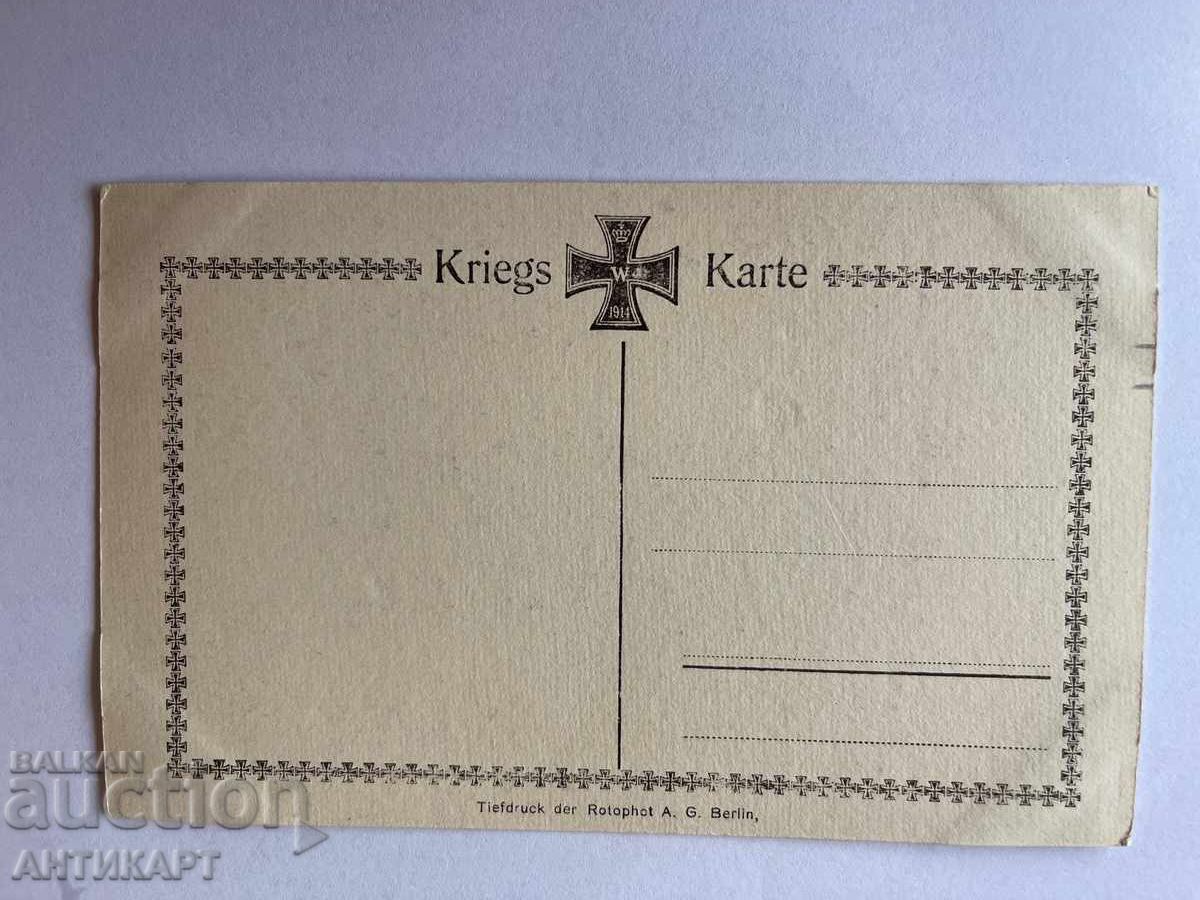 Kriegs Karte
W
1914
Tiefdruck der Rotophot A. G. Berlin,
BALKAN
auction
АНТИКАРТ